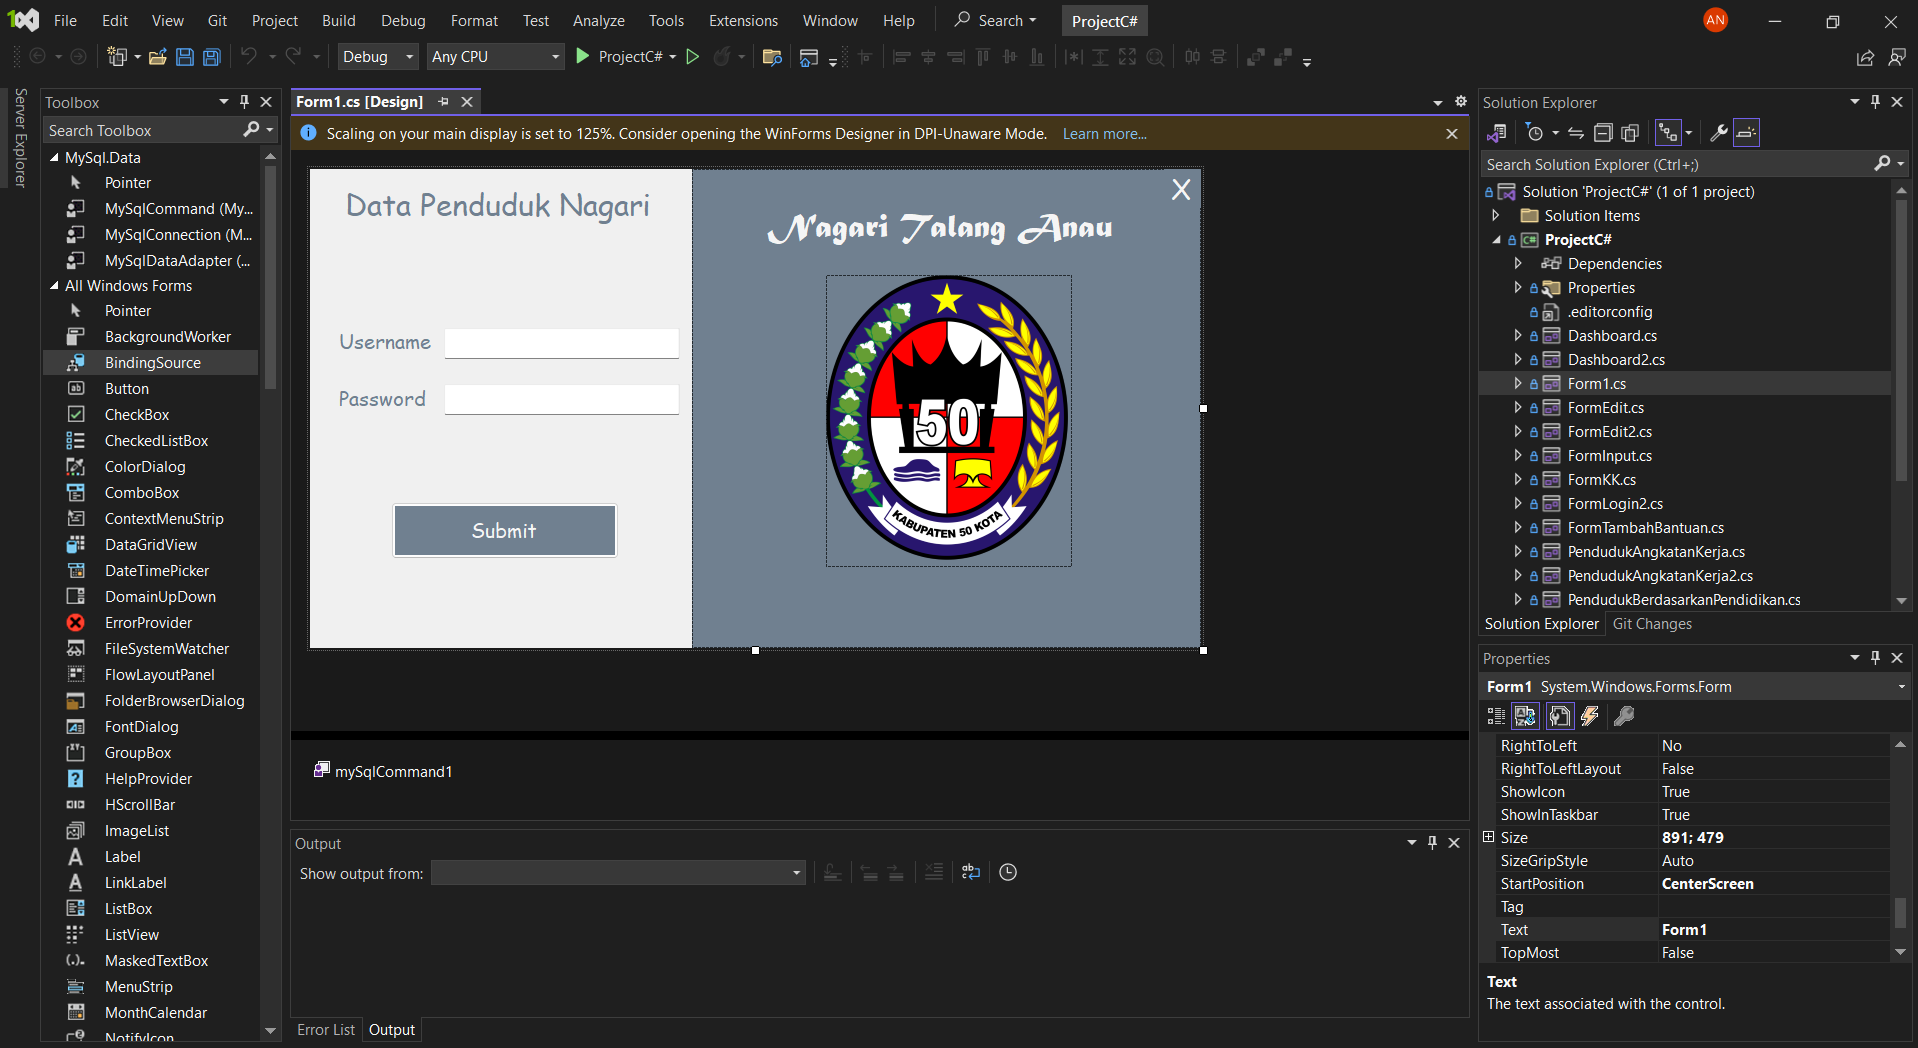 File Edit View Git Project Build Debug Format Test Analyze Tools Extensions Window Help Search ProjectC# AN
Debug Any CPU ProjectC#
Server Explorer
Toolbox
Search Toolbox
MySql.Data
Pointer
MySqlCommand (My...
MySqlConnection (M...
MySqlDataAdapter (...
All Windows Forms
Pointer
BackgroundWorker
BindingSource
Button
CheckBox
CheckedListBox
ColorDialog
ComboBox
ContextMenuStrip
DataGridView
DateTimePicker
DomainUpDown
ErrorProvider
FileSystemWatcher
FlowLayoutPanel
FolderBrowserDialog
FontDialog
GroupBox
HelpProvider
HScrollBar
ImageList
Label
LinkLabel
ListBox
ListView
MaskedTextBox
MenuStrip
MonthCalendar
NotifyIcon
Form1.cs [Design]
Scaling on your main display is set to 125%. Consider opening the WinForms Designer in DPI-Unaware Mode. Learn more...
Data Penduduk Nagari
Username
Password
Submit
X
Nagari Talang Anau
50
KABUPATEN 50 KOTA
mySqlCommand1
Output
Show output from:
Error List Output
Solution Explorer
Search Solution Explorer (Ctrl+;)
Solution 'ProjectC#' (1 of 1 project)
Solution Items
ProjectC#
Dependencies
Properties
.editorconfig
Dashboard.cs
Dashboard2.cs
Form1.cs
FormEdit.cs
FormEdit2.cs
FormInput.cs
FormKK.cs
FormLogin2.cs
FormTambahBantuan.cs
PendudukAngkatanKerja.cs
PendudukAngkatanKerja2.cs
PendudukBerdasarkanPendidikan.cs
Solution Explorer Git Changes
Properties
Form1 System.Windows.Forms.Form
RightToLeft No
RightToLeftLayout False
ShowIcon True
ShowInTaskbar True
Size 891; 479
SizeGripStyle Auto
StartPosition CenterScreen
Tag
Text Form1
TopMost False
Text
The text associated with the control.